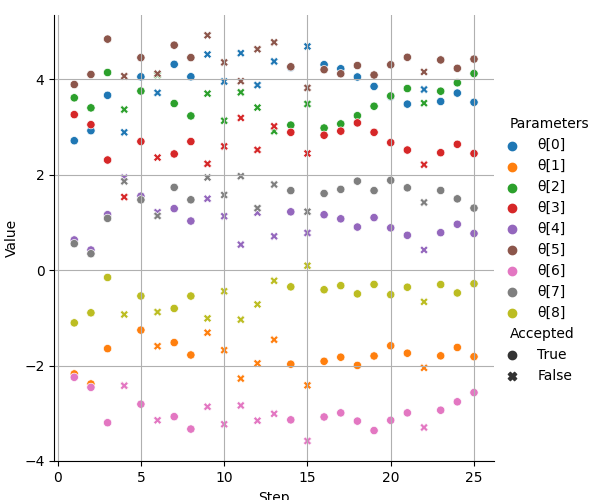 Value
4
2
0
−2
−4
0
5
10
15
20
25
Step
Parameters
θ[0]
θ[1]
θ[2]
θ[3]
θ[4]
θ[5]
θ[6]
θ[7]
θ[8]
Accepted
True
False